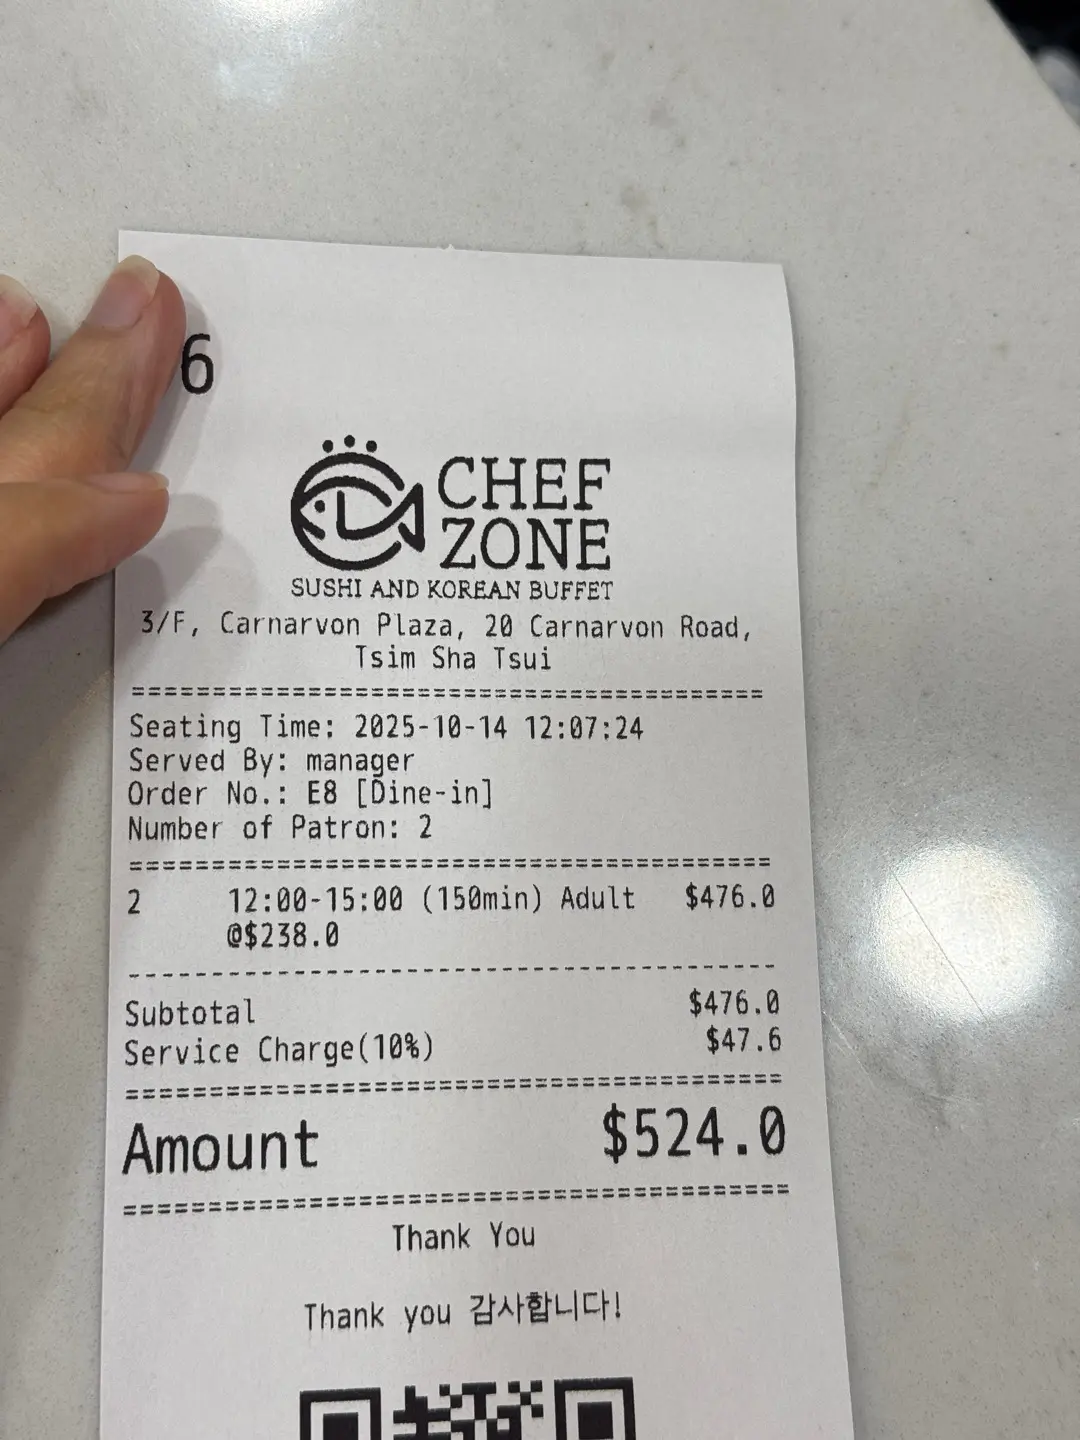 6
CHEF
ZONE
SUSHI AND KOREAN BUFFET
3/F, Carnarvon Plaza, 20 Carnarvon Road,
Tsim Sha Tsui
Seating Time: 2025-10-14 12:07:24
Served By: manager
Order No.: E8 [Dine-in]
Number of Patron: 2
2 12:00-15:00 (150min) Adult $476.0
@$238.0
Subtotal $476.0
Service Charge(10%) $47.6
Amount $524.0
Thank You
Thank you 감사합니다!